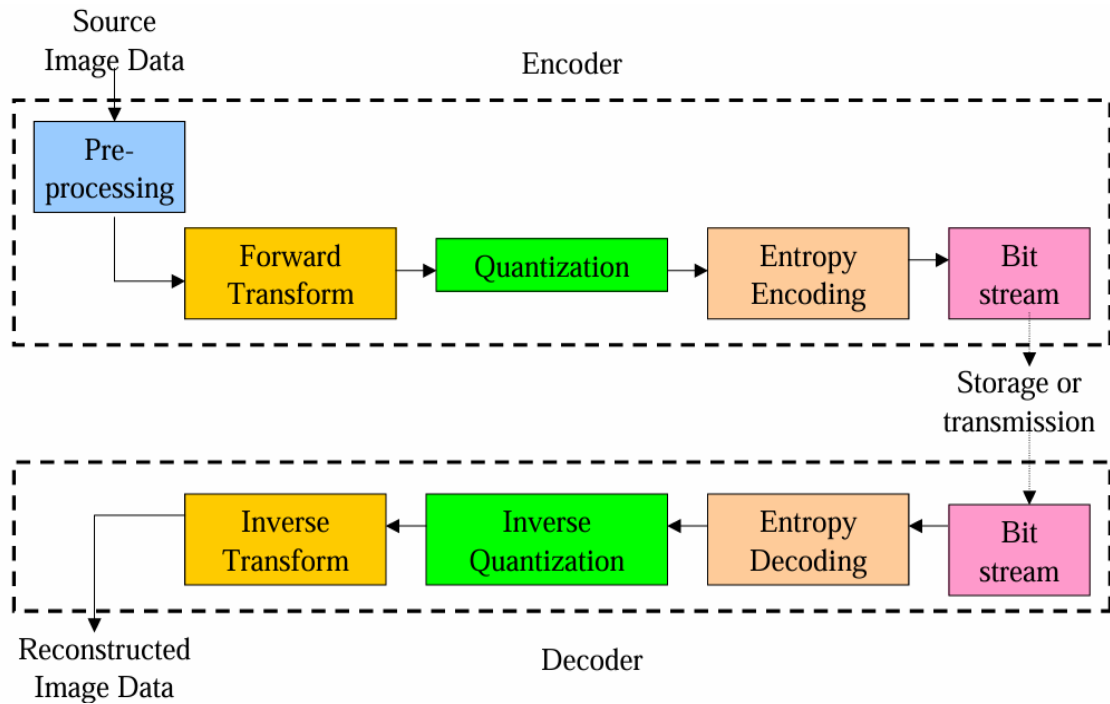 Source
Image Data
Encoder
Pre-
processing
Forward
Transform
Quantization
Entropy
Encoding
Bit
stream
Storage or
transmission
Inverse
Transform
Inverse
Quantization
Entropy
Decoding
Bit
stream
Reconstructed
Image Data
Decoder